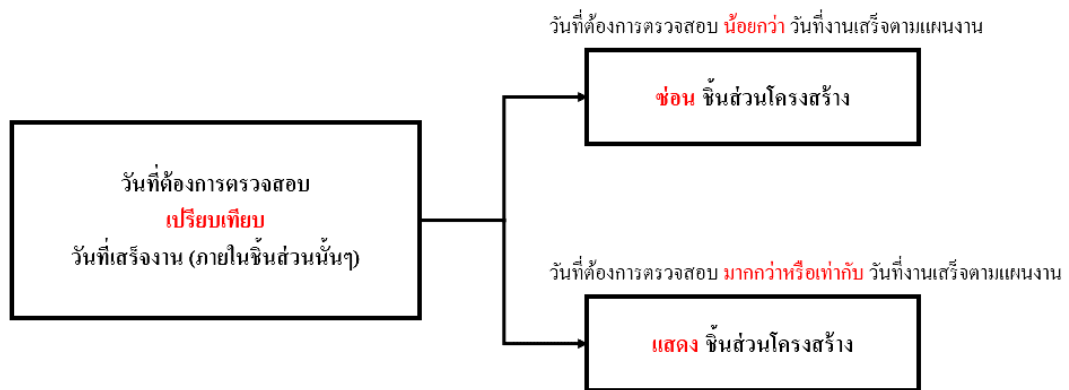 วันที่ต้องการตรวจสอบ น้อยกว่า วันที่งานเสร็จตามแผนงาน
ซ่อน ชิ้นส่วนโครงสร้าง
วันที่ต้องการตรวจสอบ
เปรียบเทียบ
วันที่เสร็จงาน (ภายในชิ้นส่วนนั้นๆ)
วันที่ต้องการตรวจสอบ มากกว่าหรือเท่ากับ วันที่งานเสร็จตามแผนงาน
แสดง ชิ้นส่วนโครงสร้าง